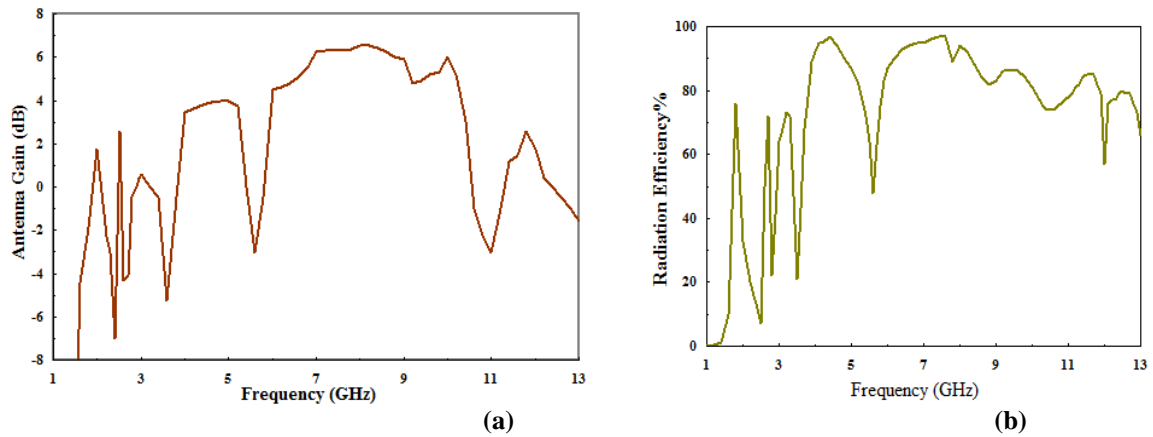 8
6
4
2
0
-2
-4
-6
-8
Antenna Gain (dB)
1 3 5 7 9 11 13
Frequency (GHz)
(a)
100
80
60
40
20
0
Radiation Efficiency%
1 3 5 7 9 11 13
Frequency (GHz)
(b)